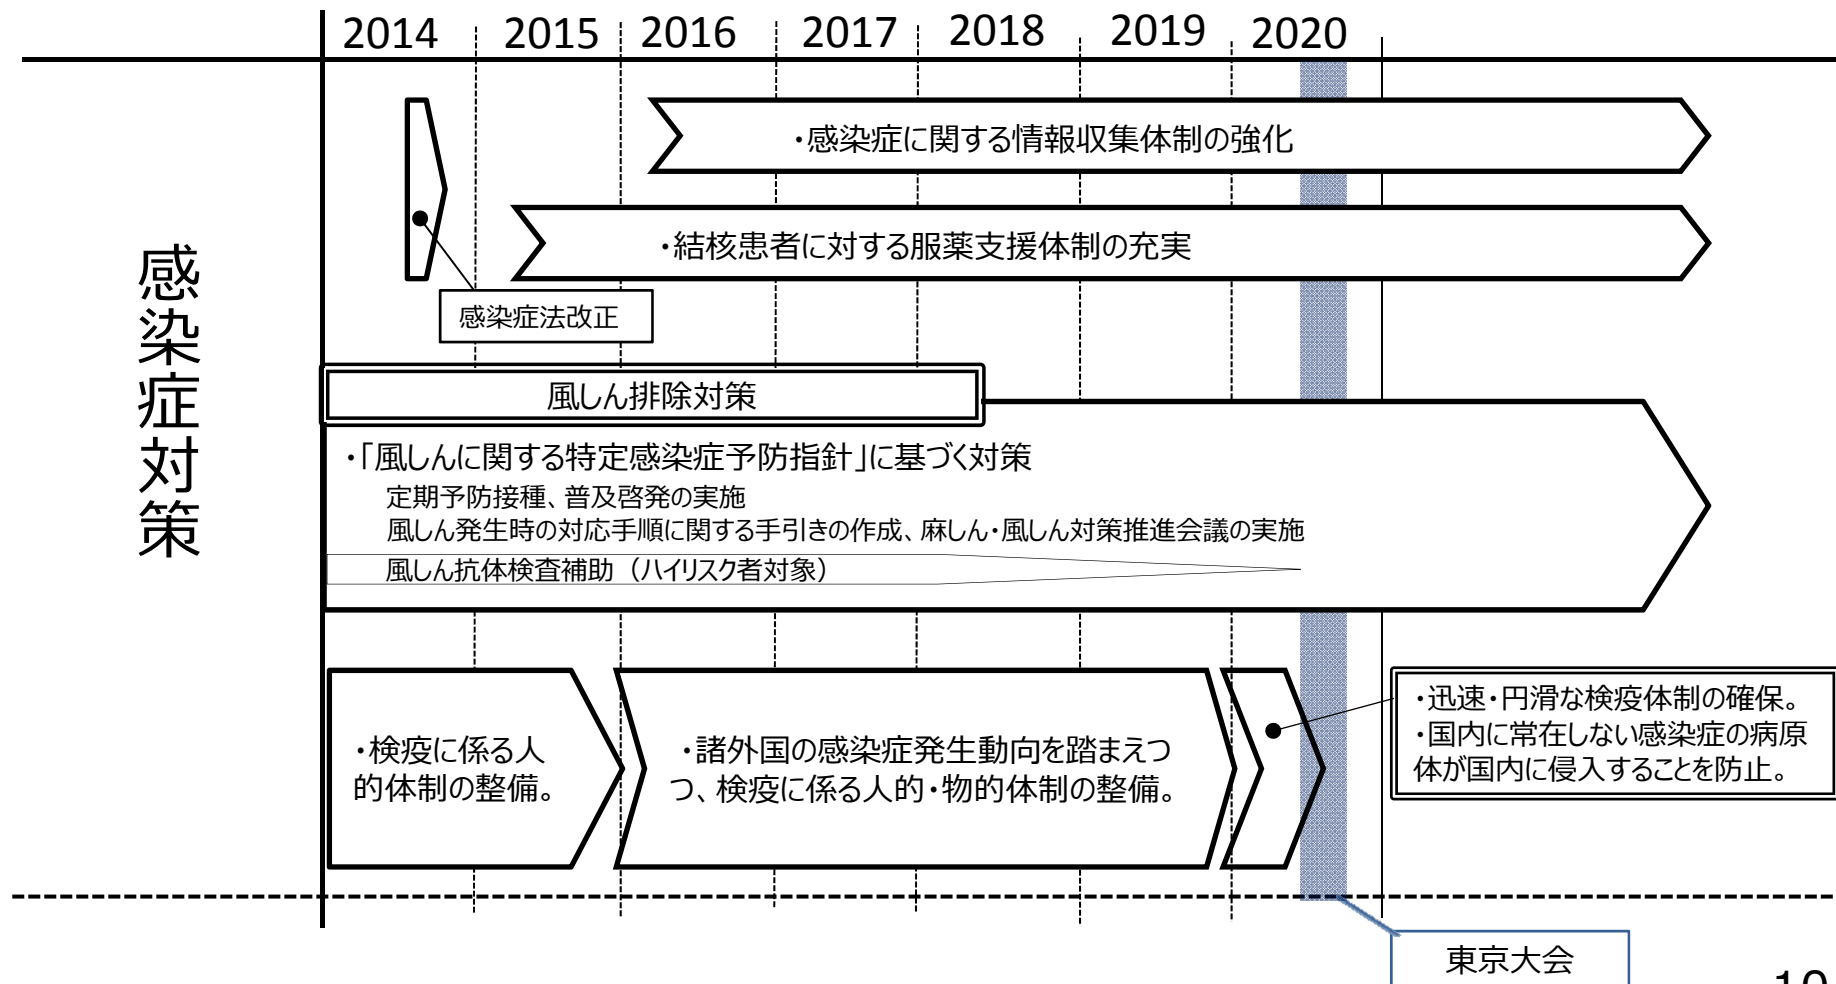 2014 2015 2016 2017 2018 2019 2020
感染症対策
・感染症に関する情報収集体制の強化
・結核患者に対する服薬支援体制の充実
感染症法改正
風しん排除対策
・「風しんに関する特定感染症予防指針」に基づく対策
定期予防接種、普及啓発の実施
風しん発生時の対応手順に関する手引きの作成、麻しん・風しん対策推進会議の実施
風しん抗体検査補助（ハイリスク者対象）
・検疫に係る人
的体制の整備。
・諸外国の感染症発生動向を踏まえつ
つ、検疫に係る人的・物的体制の整備。
・迅速・円滑な検疫体制の確保。
・国内に常在しない感染症の病原
体が国内に侵入することを防止。
東京大会